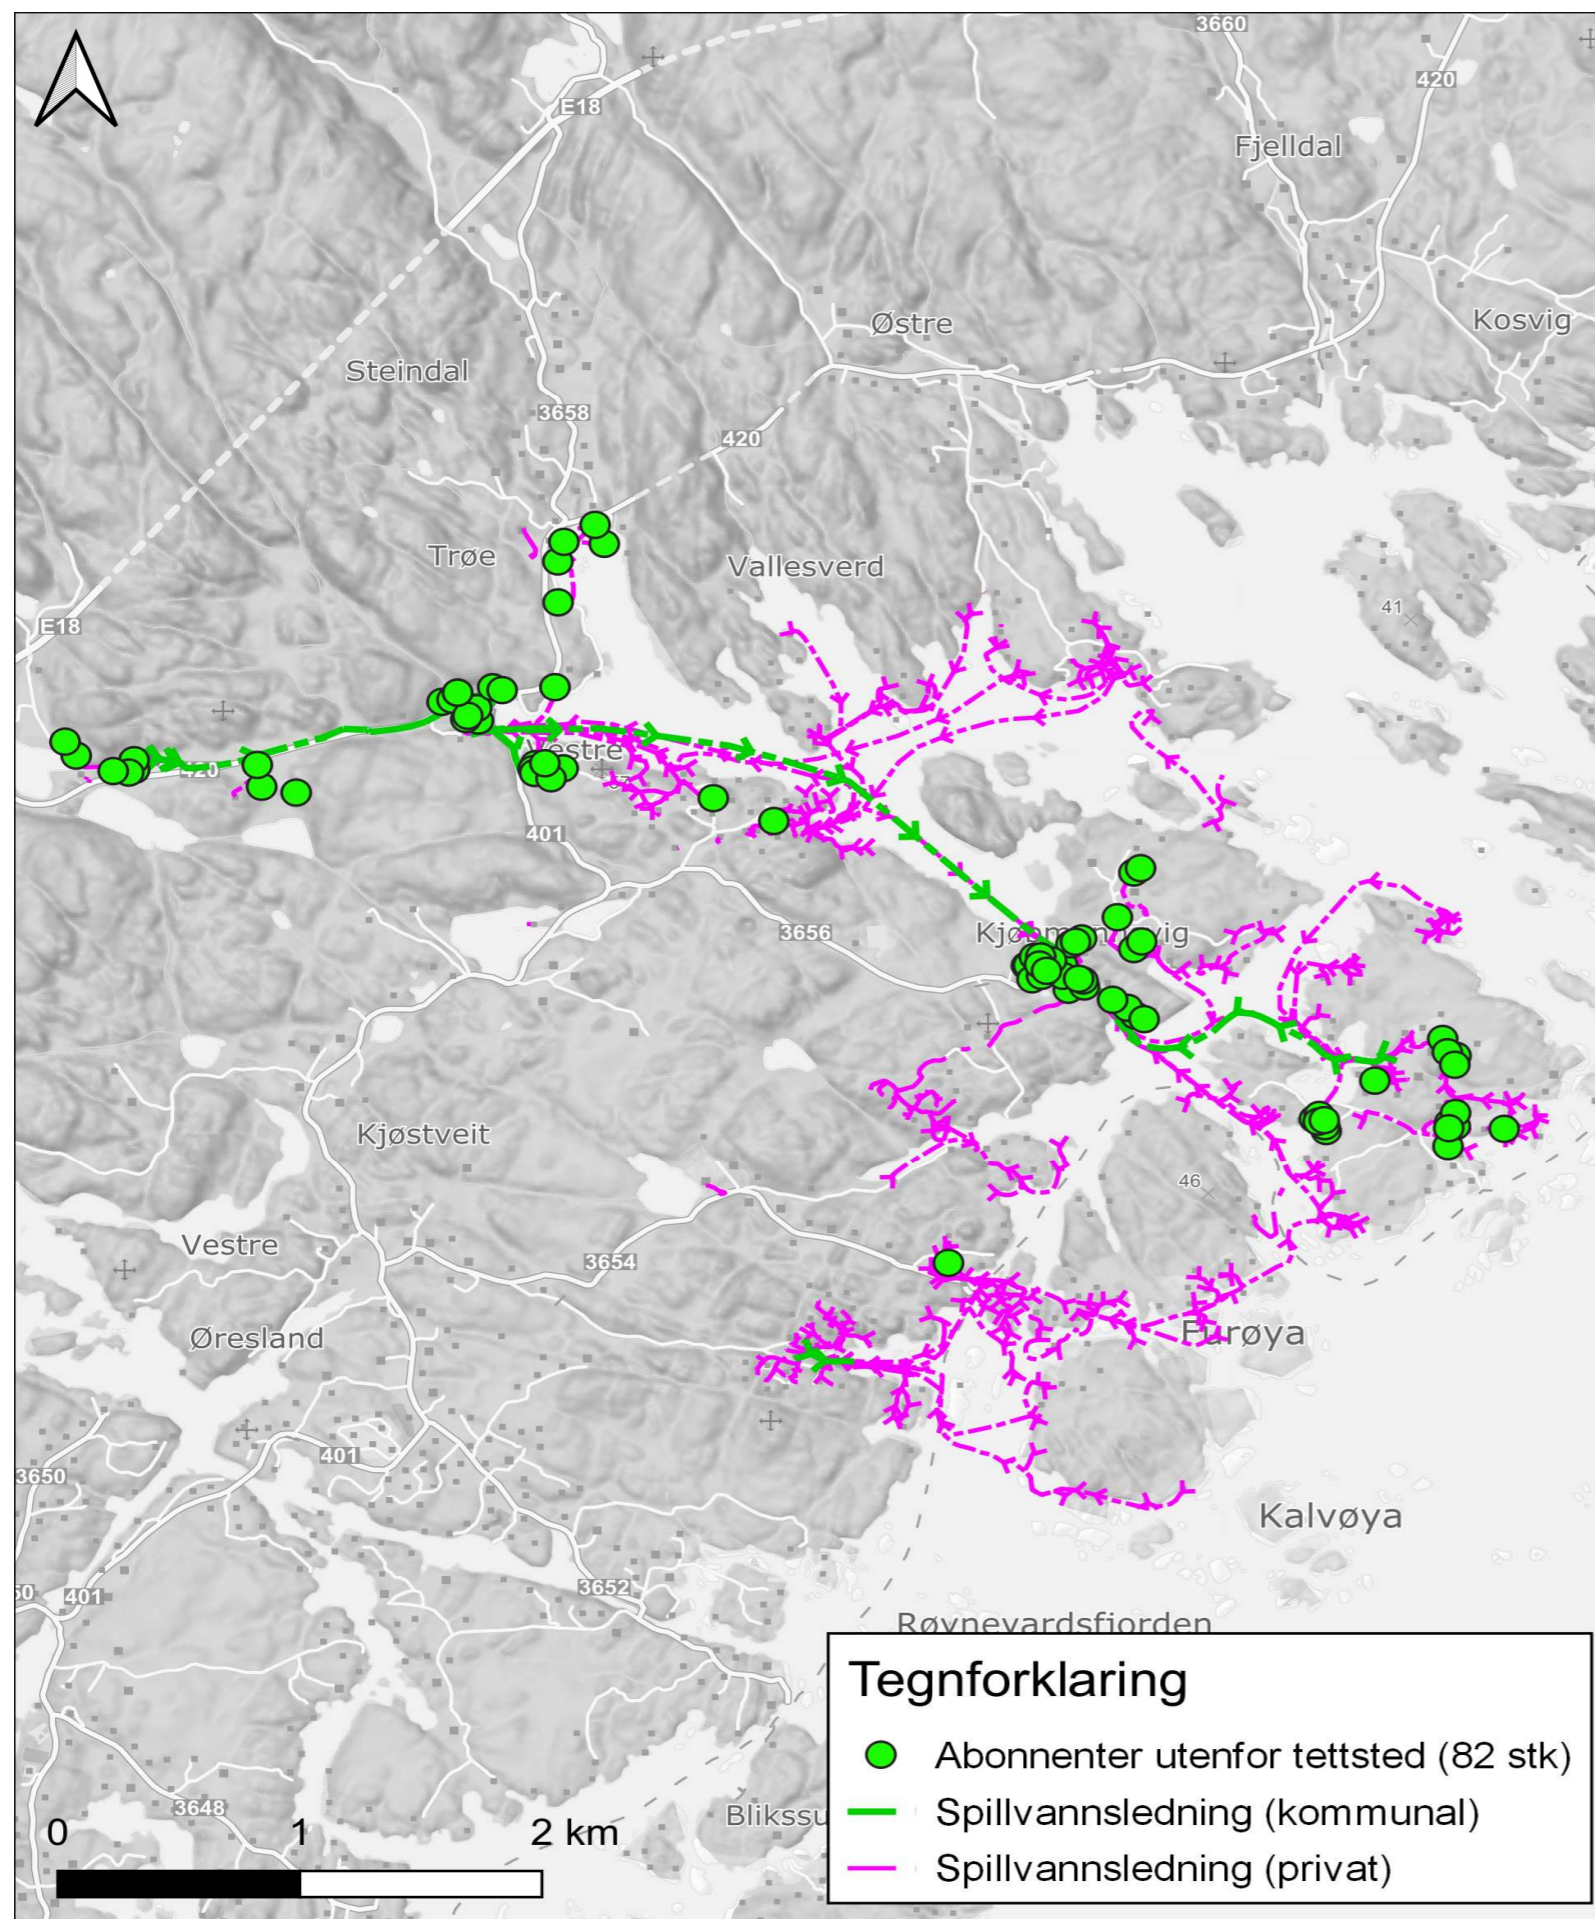 3660
420
E18
Fjelldal
Østre
Kosvig
Steindal
3658
420
Trøe
Vallesverd
41
E18
Vestre
420
401
3656
Kjøpmannsvig
Kjøstveit
46
Vestre
3654
Øresland
Furøya
401
3650
Kalvøya
401
3652
Røvnevardsfjorden
Tegnforklaring
Abonnenter utenfor tettsted (82 stk)
Spillvannsledning (kommunal)
Spillvannsledning (privat)
3648
Blikssu
0 1 2 km